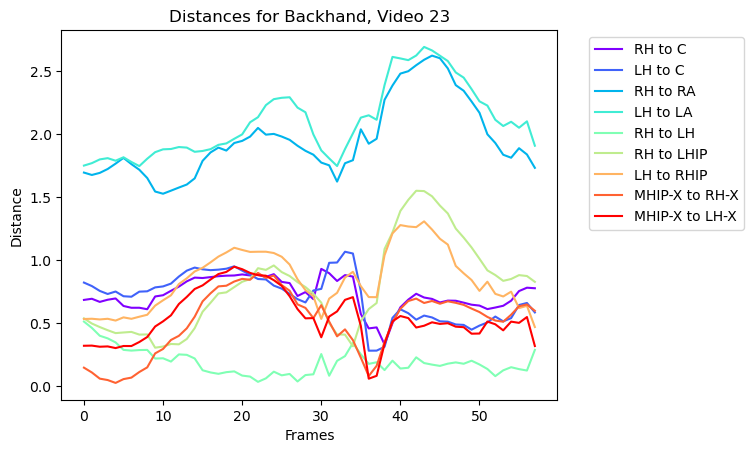 Distances for Backhand, Video 23
Distance
2.5
2.0
1.5
1.0
0.5
0.0
0
10
20
30
40
50
Frames
RH to C
LH to C
RH to RA
LH to LA
RH to LH
RH to LHIP
LH to RHIP
MHIP-X to RH-X
MHIP-X to LH-X